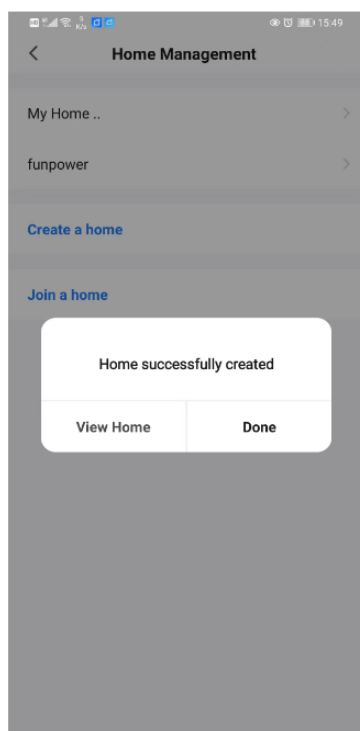 15:49
Home Management
My Home ..
funpower
Create a home
Join a home
Home successfully created
View Home Done